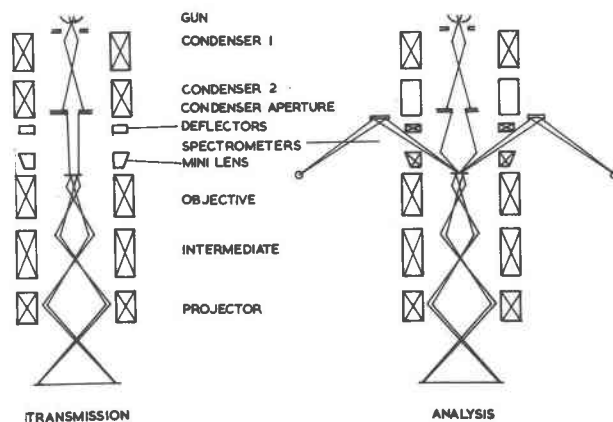 GUN
CONDENSER 1
CONDENSER 2
CONDENSER APERTURE
DEFLECTORS
SPECTROMETERS
MINI LENS
OBJECTIVE
INTERMEDIATE
PROJECTOR
TRANSMISSION
ANALYSIS